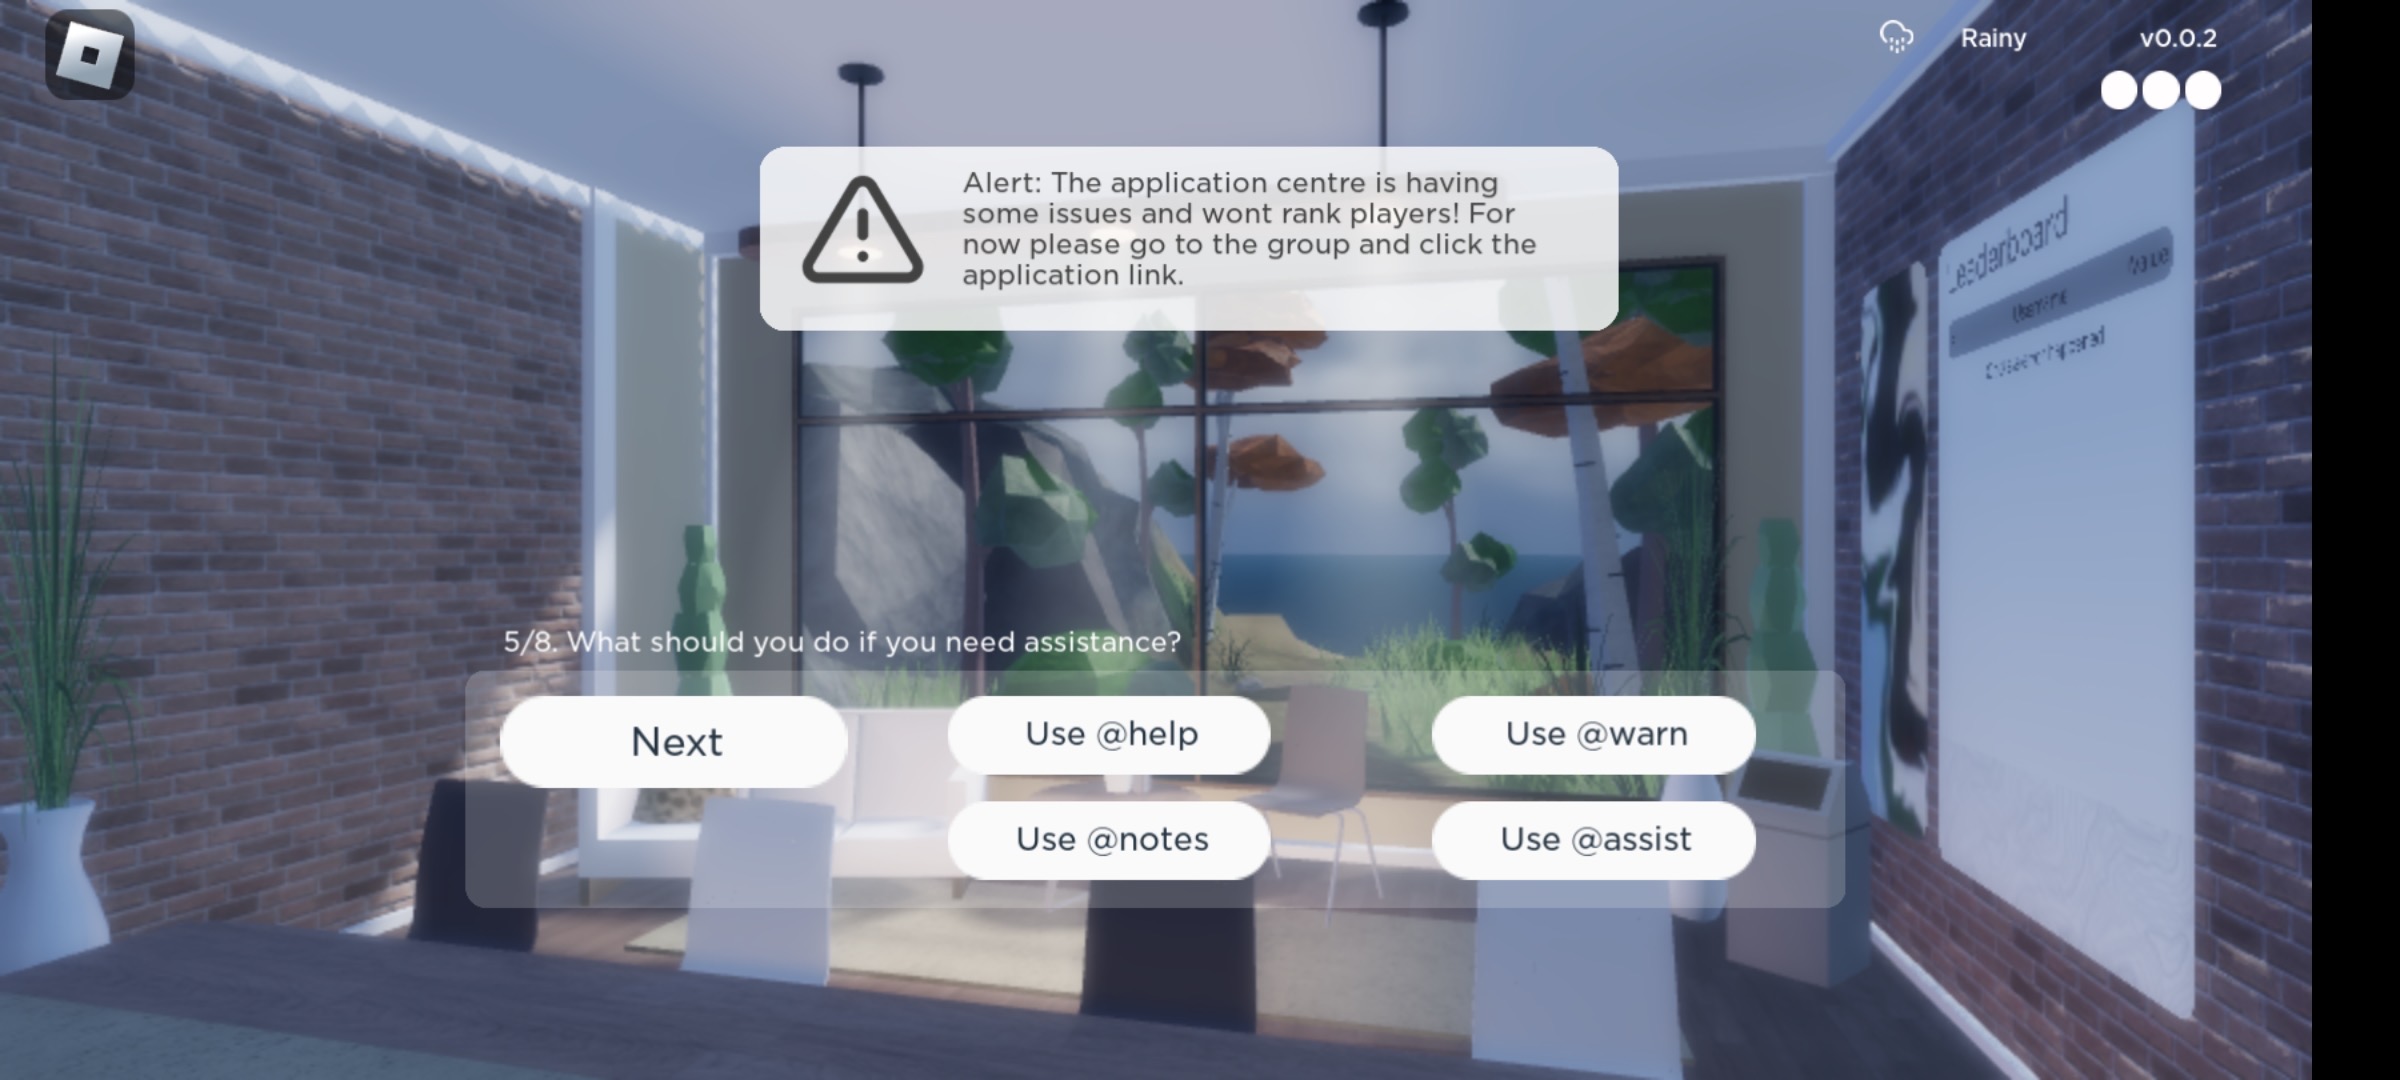 Rainy v0.0.2
Alert: The application centre is having
some issues and wont rank players! For
now please go to the group and click the
application link.
Leaderboard
Username Value
5/8. What should you do if you need assistance?
Next
Use @help
Use @warn
Use @notes
Use @assist